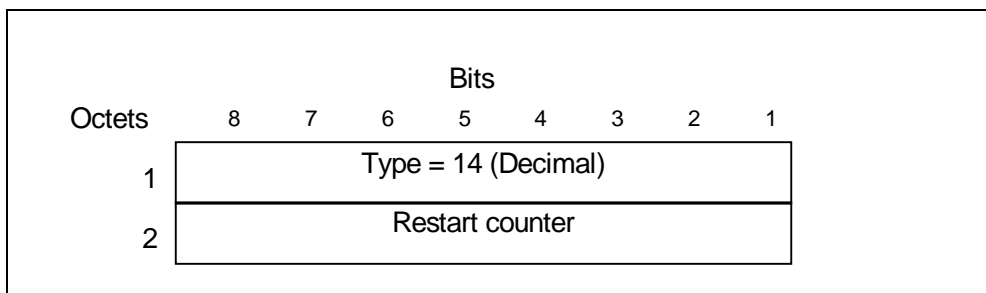 Bits
Octets 8 7 6 5 4 3 2 1
1 Type = 14 (Decimal)
2 Restart counter